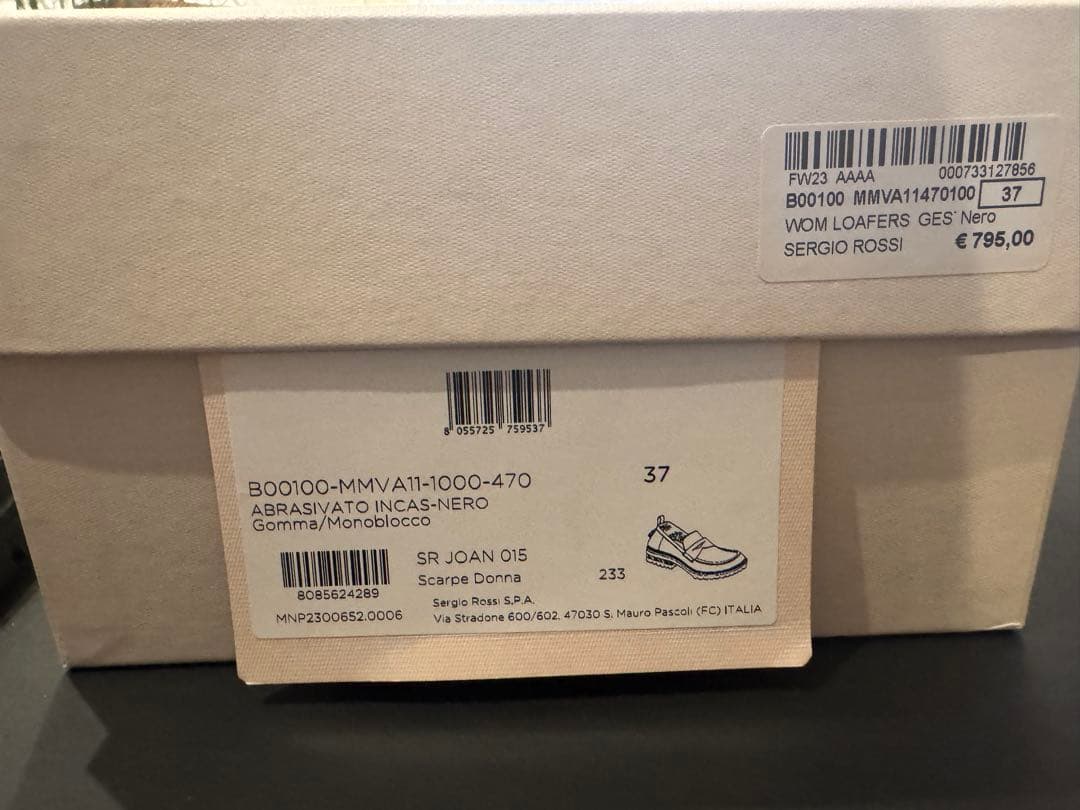 FW23 AAAA 000733127856
B00100 MMVA11470100 37
WOM LOAFERS GES' Nero
SERGIO ROSSI € 795,00
8 055725 759537
B00100-MMVA11-1000-470 37
ABRASIVATO INCAS-NERO
Gomma/Monoblocco
SR JOAN 015
8085624289 Scarpe Donna 233
MNP2300652.0006 Sergio Rossi S.P.A.
Via Stradone 600/602. 47030 S. Mauro Pascoli (FC) ITALIA